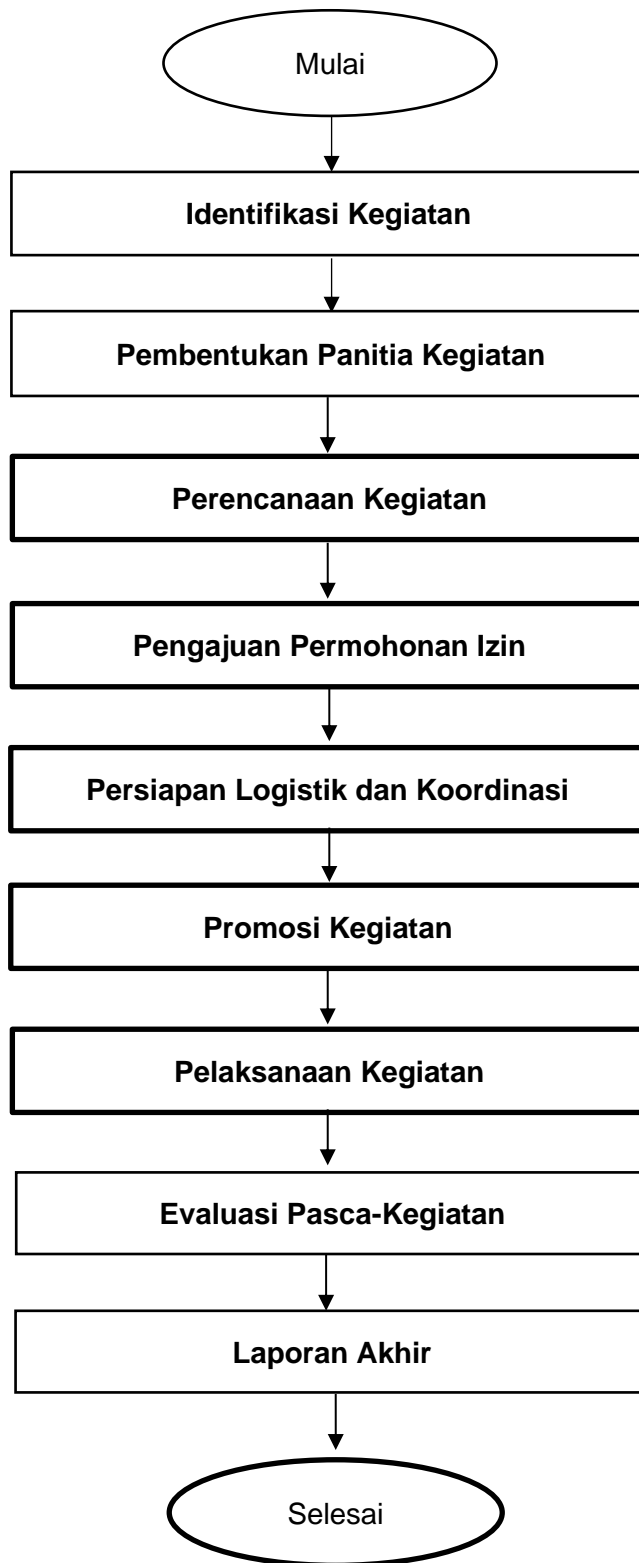 Mulai
Identifikasi Kegiatan
Pembentukan Panitia Kegiatan
Perencanaan Kegiatan
Pengajuan Permohonan Izin
Persiapan Logistik dan Koordinasi
Promosi Kegiatan
Pelaksanaan Kegiatan
Evaluasi Pasca-Kegiatan
Laporan Akhir
Selesai